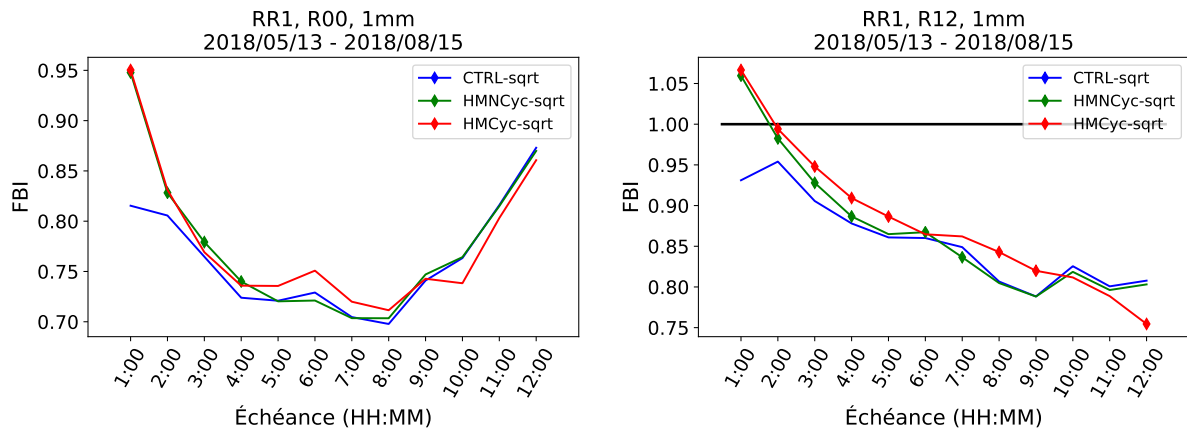 RR1, R00, 1mm
2018/05/13 - 2018/08/15
FBI
0.95
0.90
0.85
0.80
0.75
0.70
CTRL-sqrt
HMNCyc-sqrt
HMCyc-sqrt
1:00
2:00
3:00
4:00
5:00
6:00
7:00
8:00
9:00
10:00
11:00
12:00
Échéance (HH:MM)
RR1, R12, 1mm
2018/05/13 - 2018/08/15
FBI
1.05
1.00
0.95
0.90
0.85
0.80
0.75
CTRL-sqrt
HMNCyc-sqrt
HMCyc-sqrt
1:00
2:00
3:00
4:00
5:00
6:00
7:00
8:00
9:00
10:00
11:00
12:00
Échéance (HH:MM)